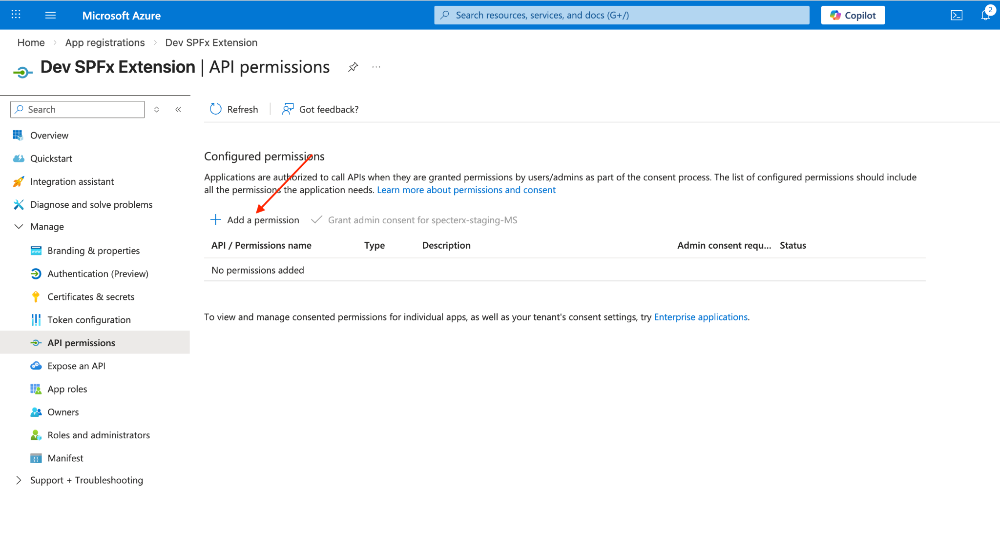 Microsoft Azure
Search resources, services, and docs (G+/)
Copilot
2
Home
App registrations
Dev SPFx Extension
Dev SPFx Extension | API permissions
...
Search
Refresh
Got feedback?
Overview
Quickstart
Integration assistant
Diagnose and solve problems
Manage
Branding & properties
Authentication (Preview)
Certificates & secrets
Token configuration
API permissions
Expose an API
App roles
Owners
Roles and administrators
Manifest
Support + Troubleshooting
Configured permissions
Applications are authorized to call APIs when they are granted permissions by users/admins as part of the consent process. The list of configured permissions should include
all the permissions the application needs. Learn more about permissions and consent
Add a permission
Grant admin consent for specterx-staging-MS
API / Permissions name
Type
Description
Admin consent requ...
Status
No permissions added
To view and manage consented permissions for individual apps, as well as your tenant's consent settings, try Enterprise applications.